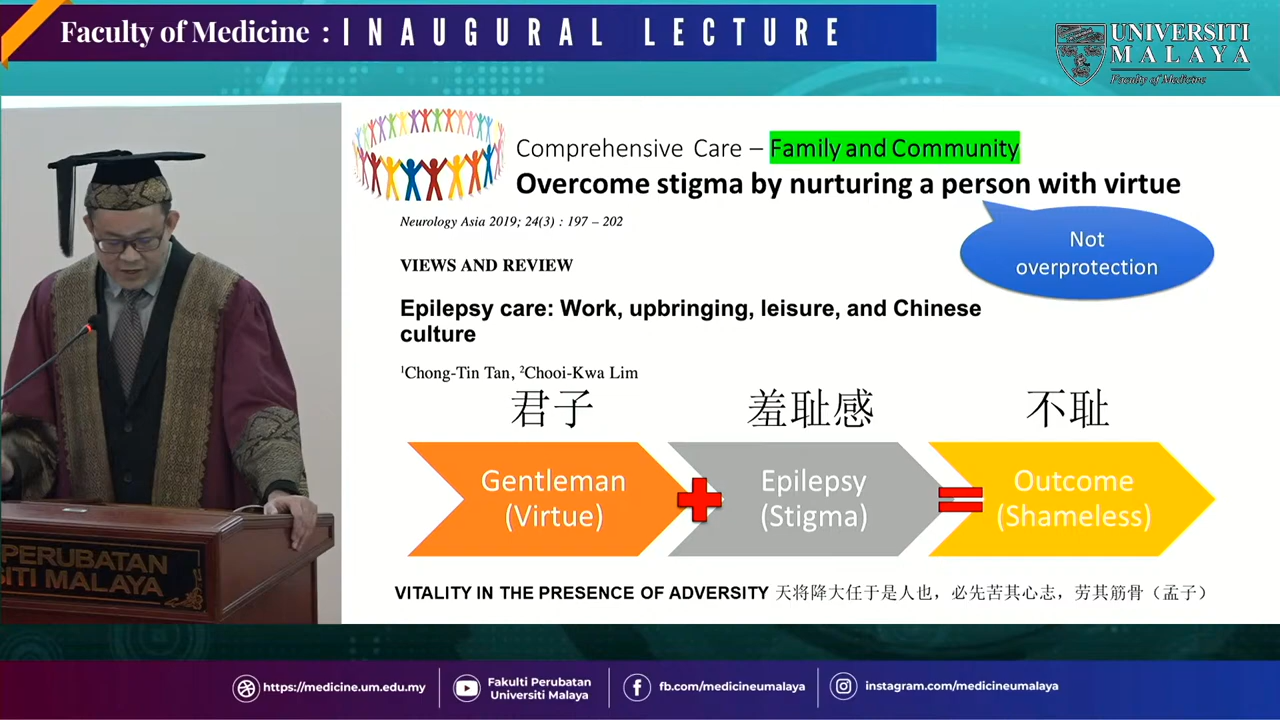 Faculty of Medicine : INAUGURAL LECTURE
UNIVERSITI
MALAYA
Faculty of Medicine
Comprehensive Care – Family and Community
Overcome stigma by nurturing a person with virtue
Neurology Asia 2019; 24(3) : 197 – 202
Not
overprotection
VIEWS AND REVIEW
Epilepsy care: Work, upbringing, leisure, and Chinese
culture
¹Chong-Tin Tan, ²Chooi-Kwa Lim
君子
羞耻感
不耻
Gentleman
(Virtue)
Epilepsy
(Stigma)
Outcome
(Shameless)
VITALITY IN THE PRESENCE OF ADVERSITY 天将降大任于是人也，必先苦其心志，劳其筋骨（孟子）
PERUBATAN
SITI MALAYA
https://medicine.um.edu.my
Fakulti Perubatan
Universiti Malaya
fb.com/medicineumalaya
instagram.com/medicineumalaya